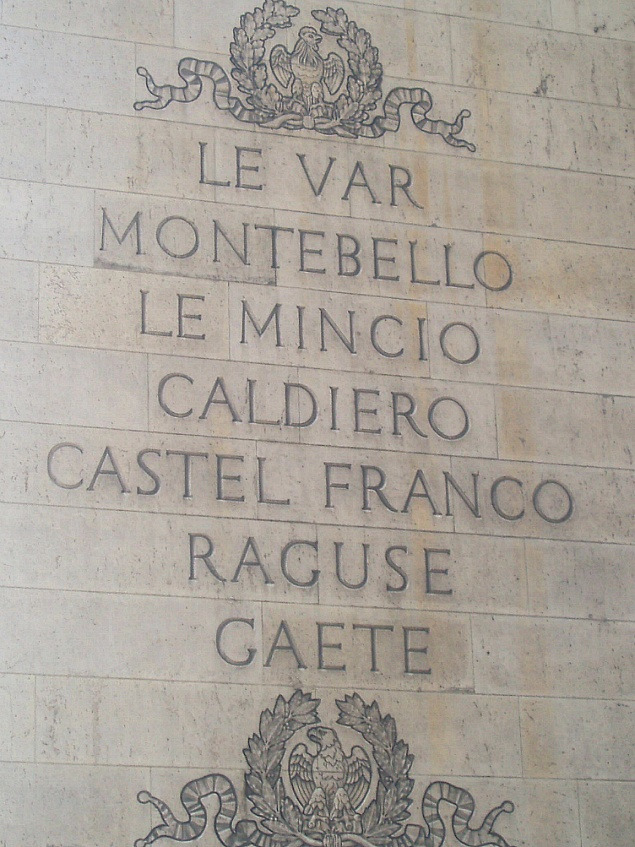 LE VAR
MONTEBELLO
LE MINCIO
CALDIERO
CASTEL FRANCO
RAGUSE
GAETE